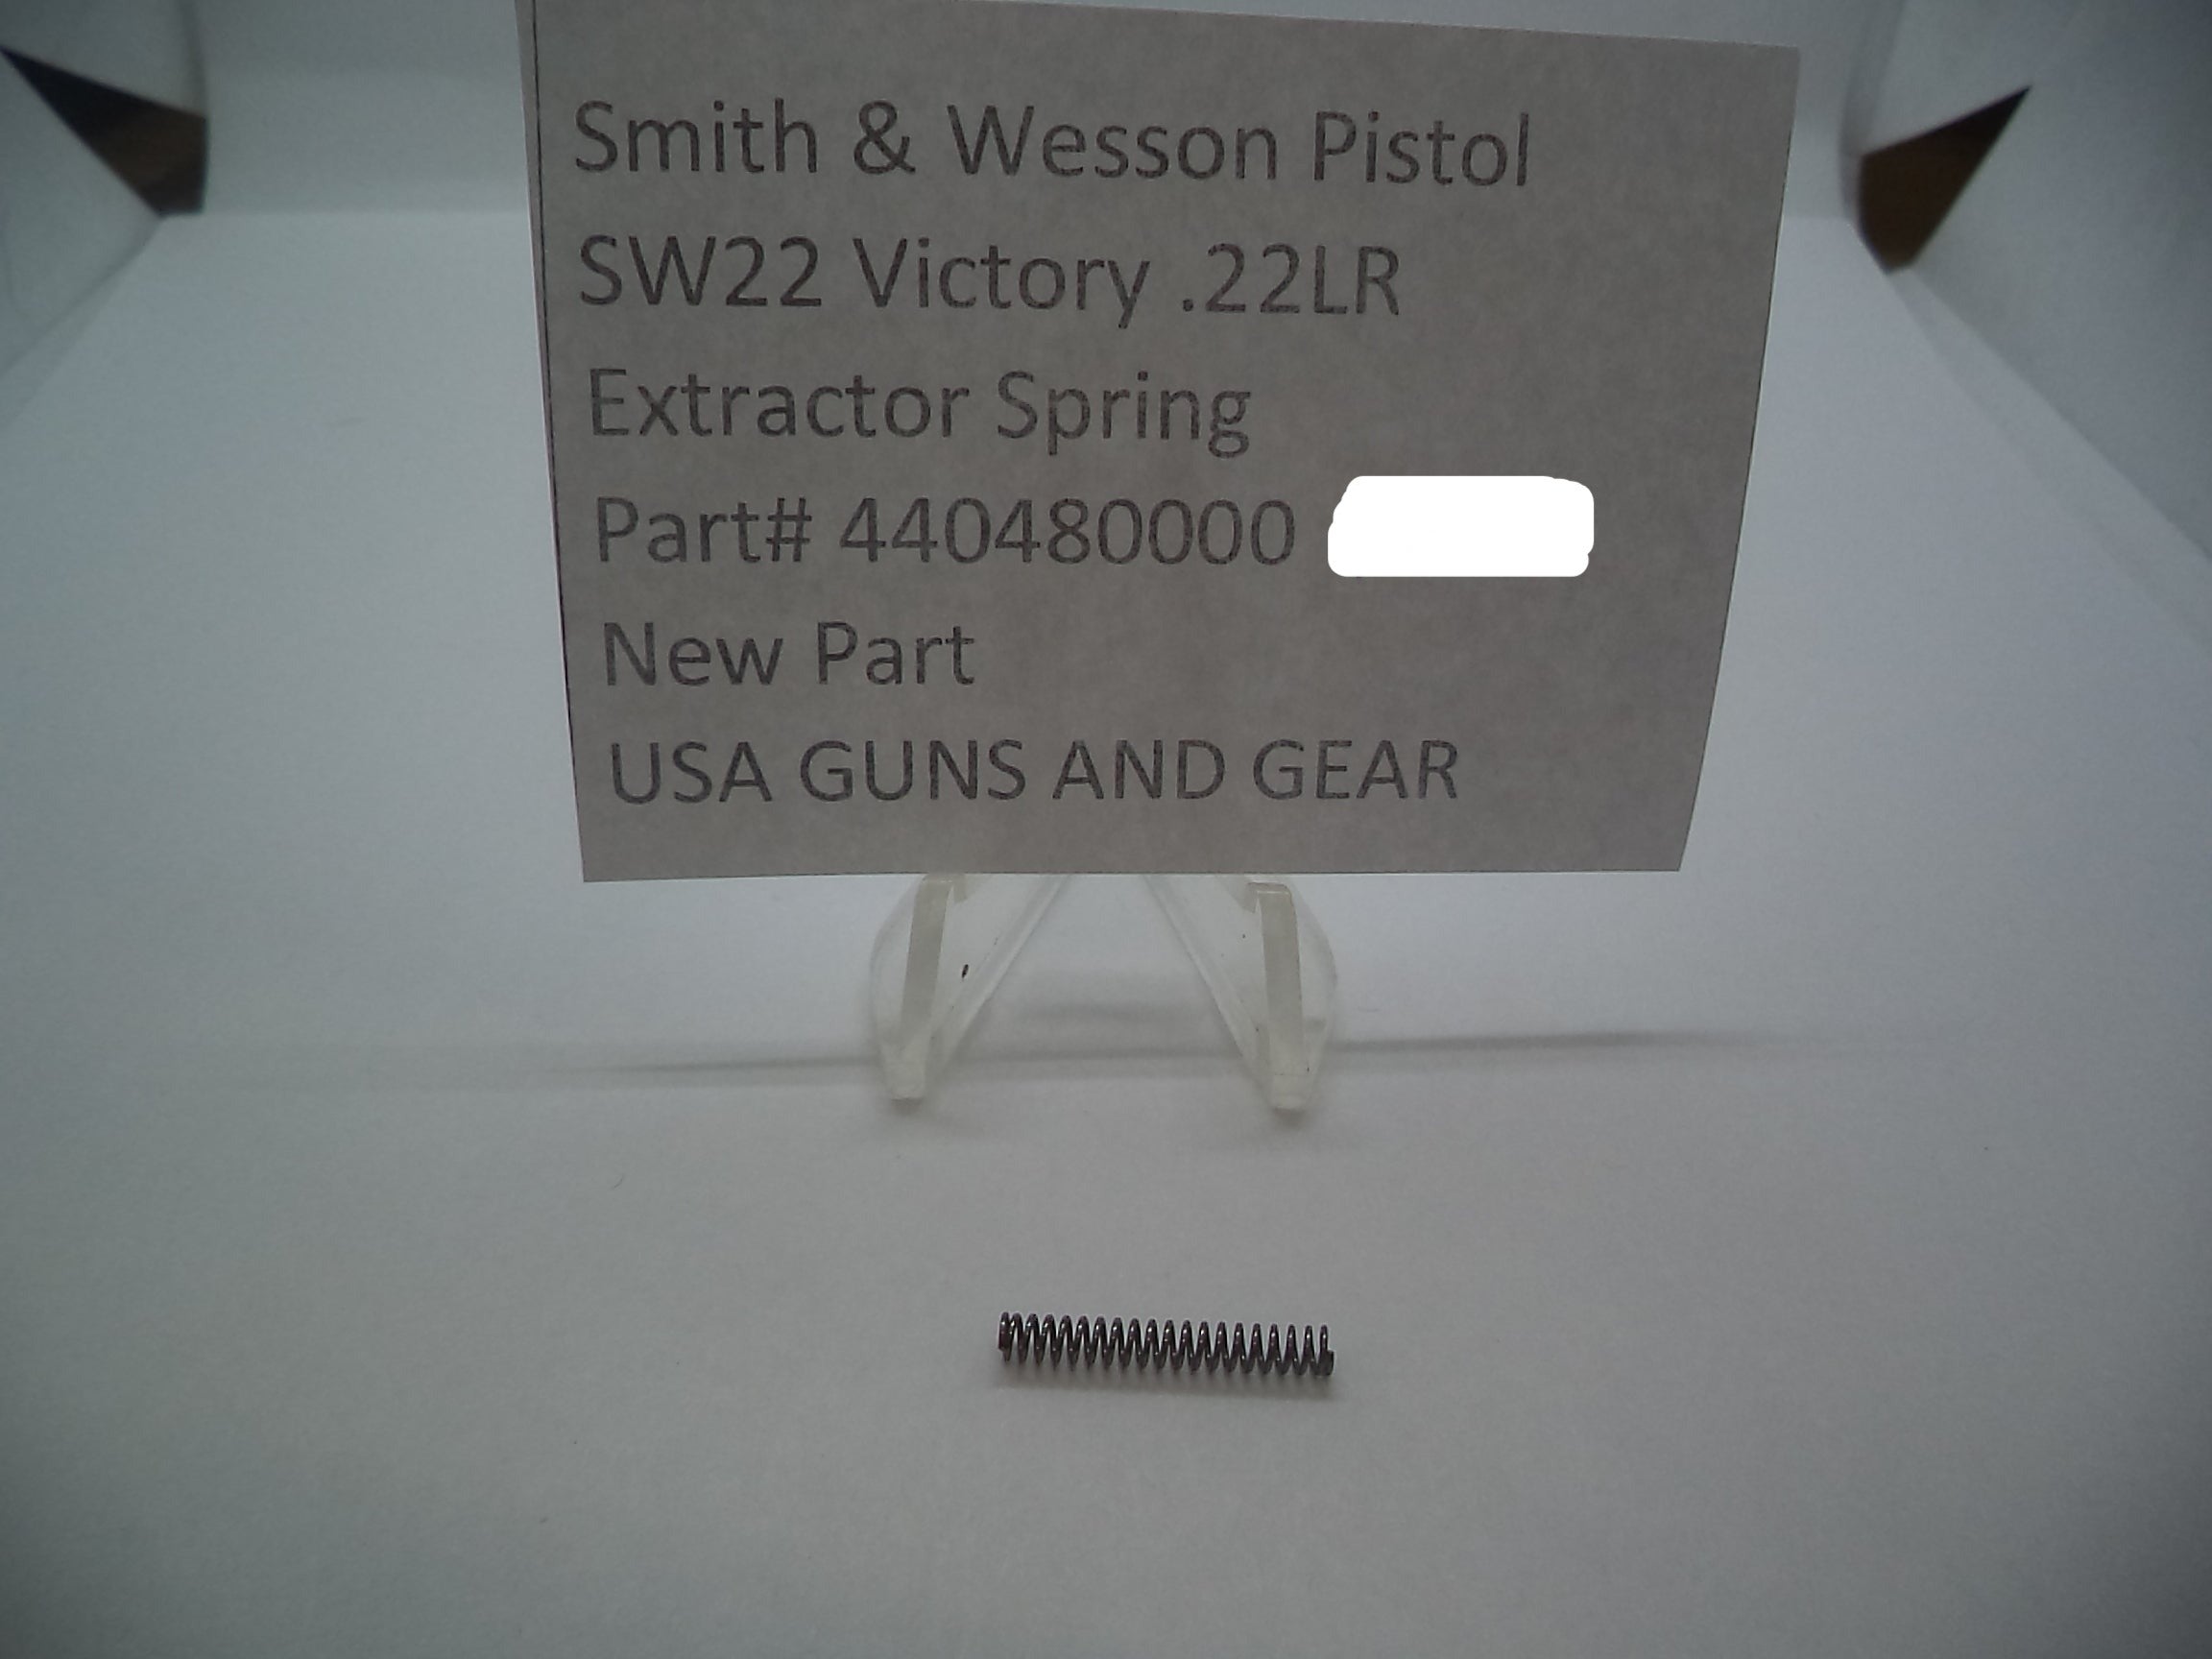 Smith & Wesson Pistol
SW22 Victory .22LR
Extractor Spring
Part# 440480000
New Part
USA GUNS AND GEAR